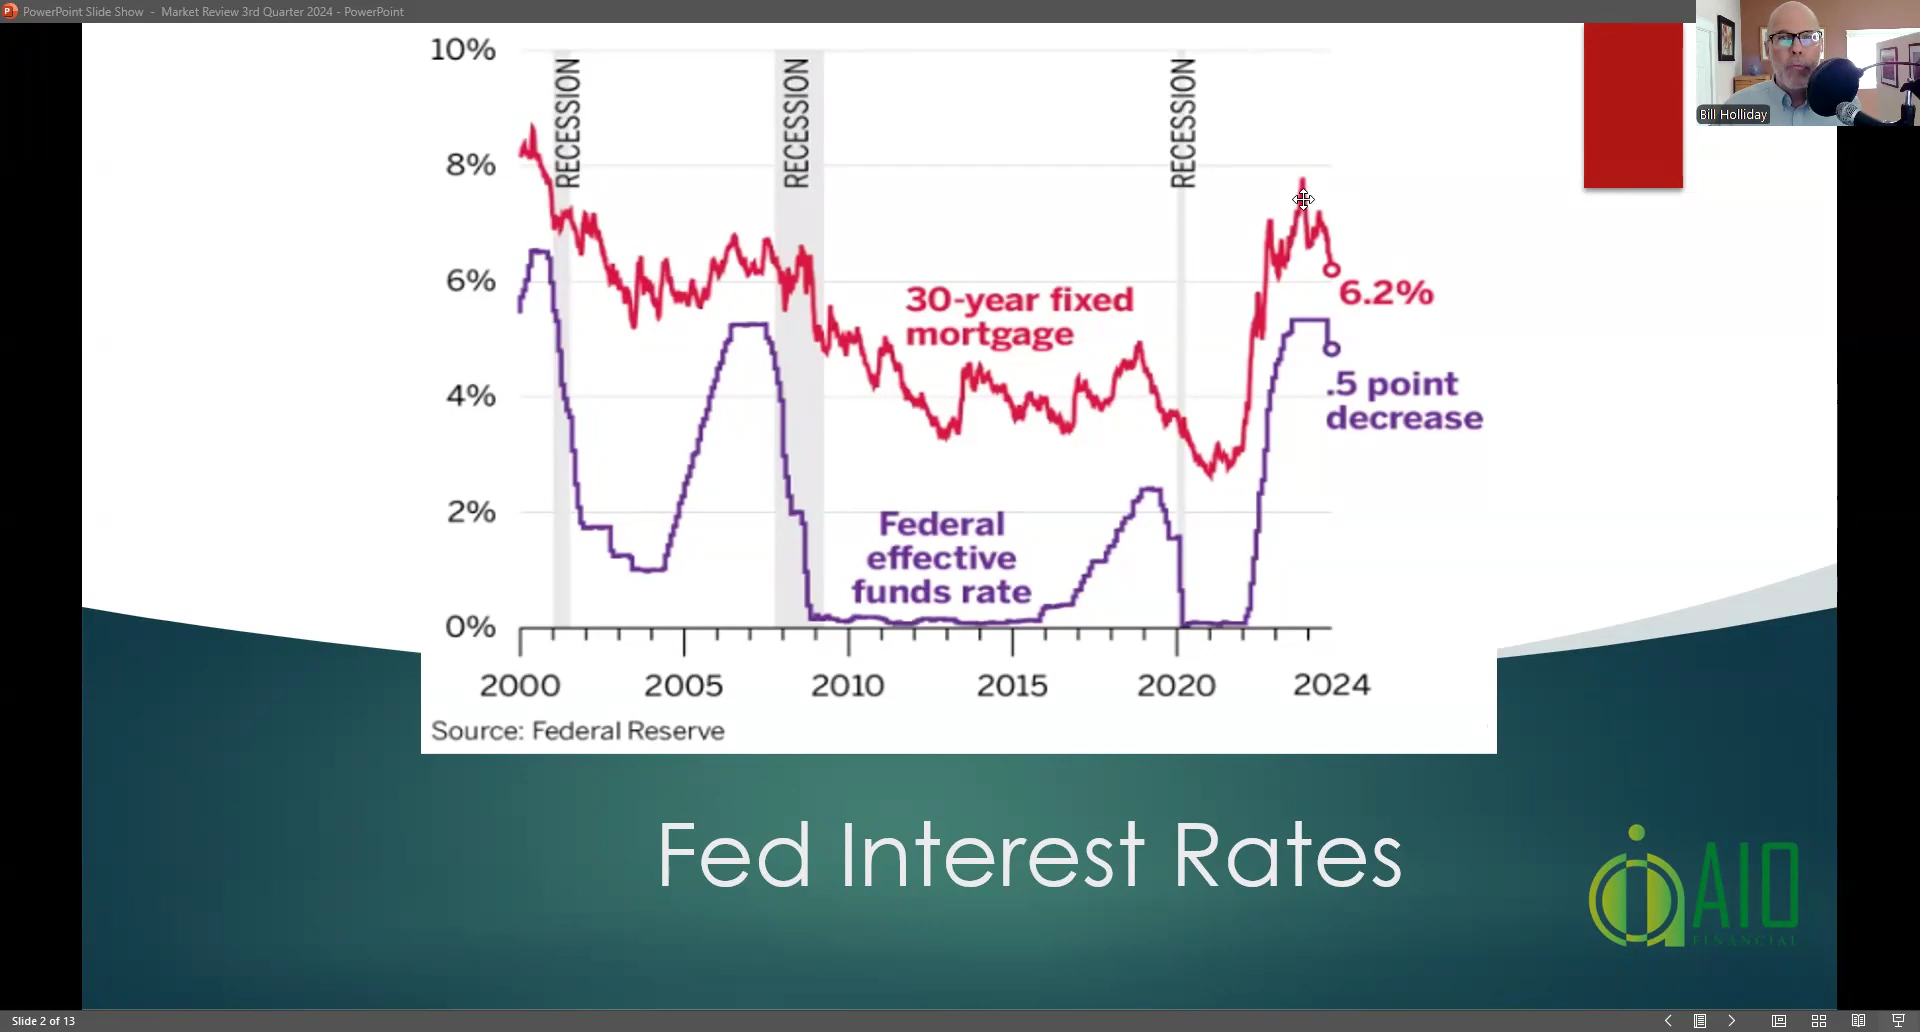 PowerPoint Slide Show - Market Review 3rd Quarter 2024 - PowerPoint
Bill Holliday
10%
8%
6%
4%
2%
0%
RECESSION
RECESSION
RECESSION
30-year fixed
mortgage
6.2%
.5 point
decrease
Federal
effective
funds rate
2000
2005
2010
2015
2020
2024
Source: Federal Reserve
Fed Interest Rates
AIO
FINANCIAL
Slide 2 of 13